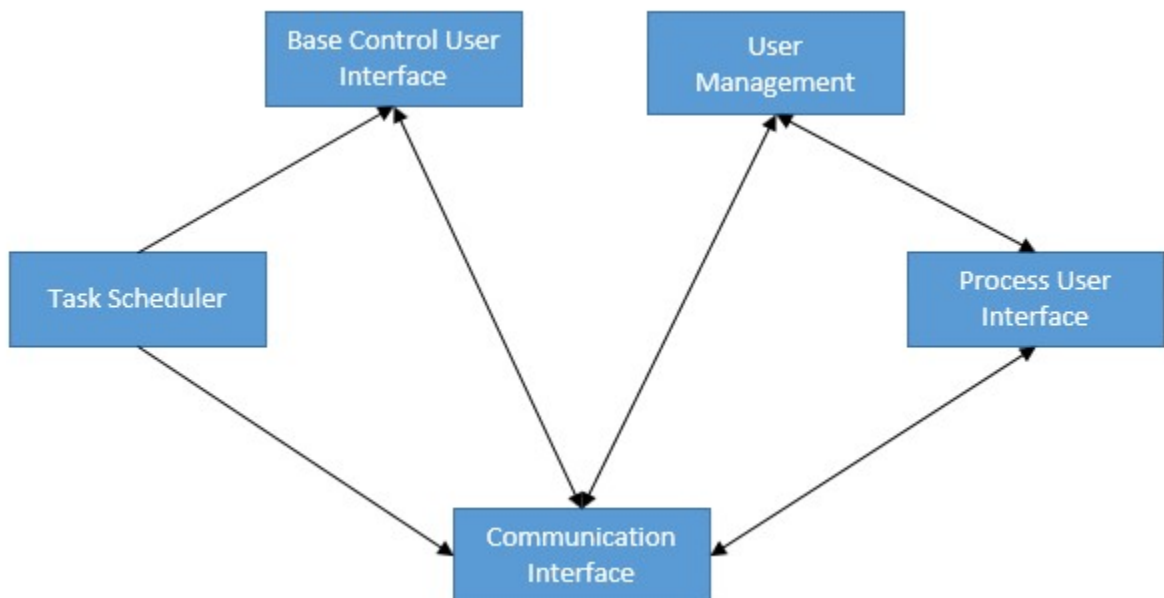 Base Control User
Interface
User
Management
Task Scheduler
Process User
Interface
Communication
Interface